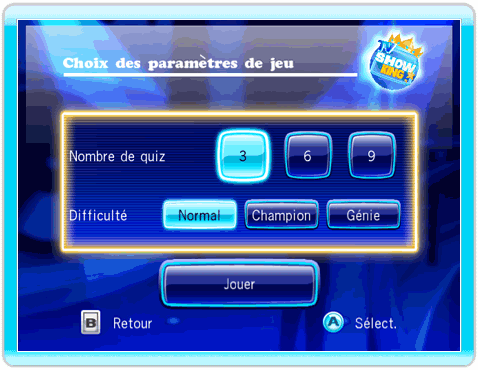 Choix des paramètres de jeu
TV
SHOW
KING
Nombre de quiz 3 6 9
Difficulté Normal Champion Génie
Jouer
B Retour A Sélect.